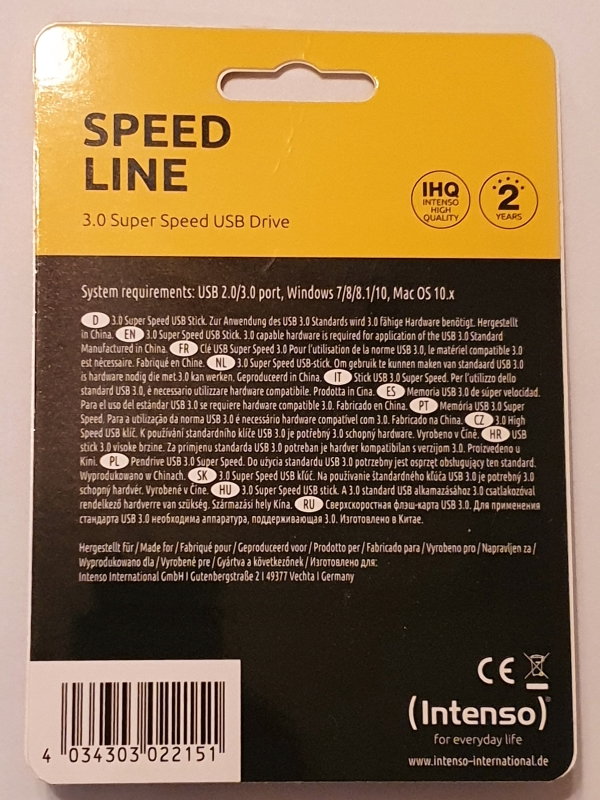 SPEED
LINE
3.0 Super Speed USB Drive
IHQ
INTENSO
HIGH
QUALITY
2
YEARS
System requirements: USB 2.0/3.0 port, Windows 7/8/8.1/10, Mac OS 10.x
D 3.0 Super Speed USB Stick. Zur Anwendung des USB 3.0 Standards wird 3.0 fähige Hardware benötigt. Hergestellt
in China. EN 3.0 Super Speed USB Stick. 3.0 capable hardware is required for application of the USB 3.0 Standard
Manufactured in China. FR Clé USB Super Speed 3.0 Pour l'utilisation de la norme USB 3.0, le matériel compatible 3.0
est nécessaire. Fabriqué en Chine. NL 3.0 Super Speed USB-stick. Om gebruik te kunnen maken van standaard USB 3.0
is hardware nodig die met.3.0 kan werken. Geproduceerd in China. IT Stick USB 3.0 Super Speed. Per l'utilizzo dello
standard USB 3.0, è necessario utilizzare hardware compatibile. Prodotta in Cina. ES Memoria USB 3.0 de súper velocidad.
Para el uso del estándar USB 3.0 se requiere hardware compatible 3.0. Fabricado en China. PT Memória USB 3.0 Super
Speed. Para a utilização da norma USB 3.0 é necessário hardware compatível com 3.0. Fabricado na China. CZ 3.0 High
Speed USB klíč. K používání standardního klíče USB 3.0 je potřebný 3.0 schopný hardware. Vyrobeno v Číně. HR USB
stick 3.0 visoke brzine. Za primjenu standarda USB 3.0 potreban je hardver kompatibilan s verzijom 3.0. Proizvedeno u
Kini. PL Pendrive USB 3.0 Super Speed. Do użycia standardu USB 3.0 potrzebny jest osprzęt obsługujący ten standard.
Wyprodukowano w Chinach. SK 3.0 Super Speed USB kľúč. Na používanie štandardného kľúča USB 3.0 je potrebný 3.0
schopný hardvér. Vyrobené v Číne. HU 3.0 Super Speed USB stick. A 3.0 standard USB alkamazásához 3.0 csatlakozóval
rendelkező hardverre van szükség. Származási hely Kína. RU Сверхскоростная флэш-карта USB 3.0. Для применения
стандарта USB 3.0 необходима аппаратура, поддерживающая 3.0. Изготовлено в Китае.
Hergestellt für / Made for / Fabriqué pour / Geproduceerd voor / Prodotto per / Fabricado para / Vyrobeno pro / Napravljen za /
Wyprodukowano dla / Vyrobené pre / Gyártva a következőnek / Изготовлено для:
Intenso International GmbH I Gutenbergstraße 2 I 49377 Vechta I Germany
CE
(Intenso)®
for everyday life
www.intenso-international.de
4 034303 022151